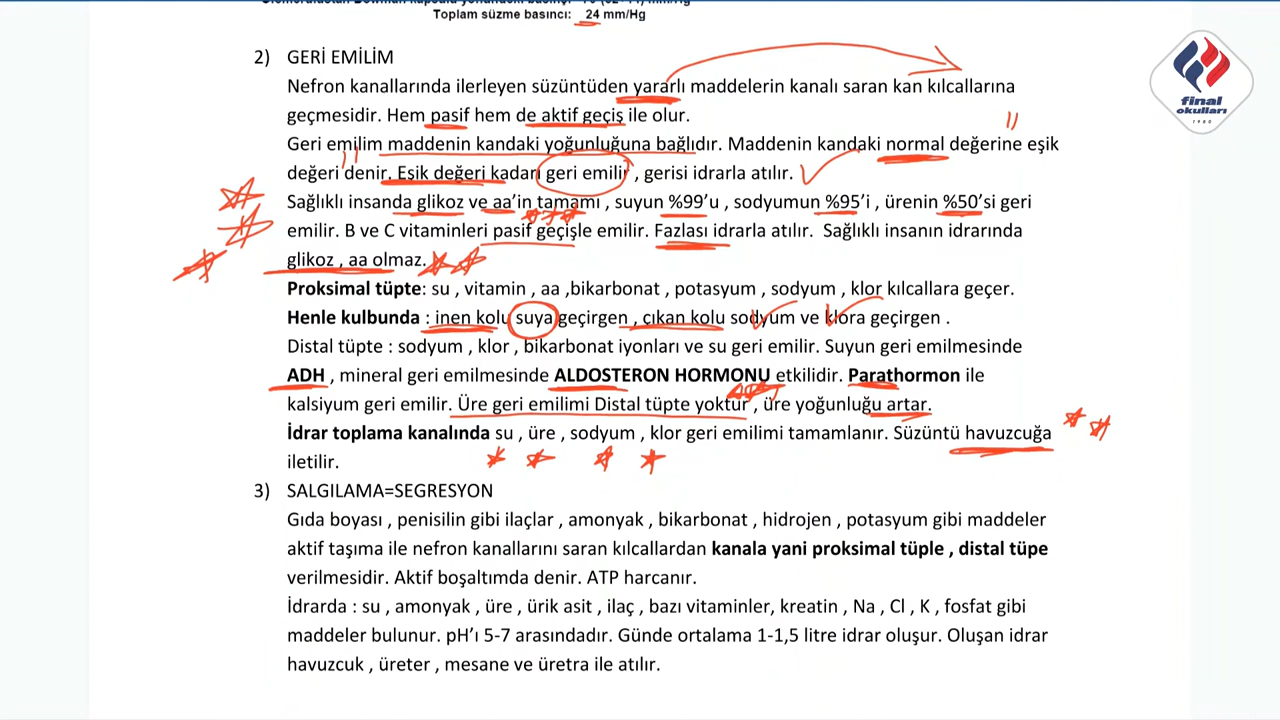 Toplam süzme basıncı: 24 mm/Hg
final
okulları
1980
2) GERİ EMİLİM
Nefron kanallarında ilerleyen süzüntüden yararlı maddelerin kanalı saran kan kılcallarına
geçmesidir. Hem pasif hem de aktif geçiş ile olur.
Geri emilim maddenin kandaki yoğunluğuna bağlıdır. Maddenin kandaki normal değerine eşik
değeri denir. Eşik değeri kadarı geri emilir , gerisi idrarla atılır.
Sağlıklı insanda glikoz ve aa’in tamamı , suyun %99’u , sodyumun %95’i , ürenin %50’si geri
emilir. B ve C vitaminleri pasif geçişle emilir. Fazlası idrarla atılır. Sağlıklı insanın idrarında
glikoz , aa olmaz.
Proksimal tüpte: su , vitamin , aa ,bikarbonat , potasyum , sodyum , klor kılcallara geçer.
Henle kulbunda : inen kolu suya geçirgen , çıkan kolu sodyum ve klora geçirgen .
Distal tüpte : sodyum , klor , bikarbonat iyonları ve su geri emilir. Suyun geri emilmesinde
ADH , mineral geri emilmesinde ALDOSTERON HORMONU etkilidir. Parathormon ile
kalsiyum geri emilir. Üre geri emilimi Distal tüpte yoktur , üre yoğunluğu artar.
İdrar toplama kanalında su , üre , sodyum , klor geri emilimi tamamlanır. Süzüntü havuzcuğa
iletilir.
3) SALGILAMA=SEGRESYON
Gıda boyası , penisilin gibi ilaçlar , amonyak , bikarbonat , hidrojen , potasyum gibi maddeler
aktif taşıma ile nefron kanallarını saran kılcallardan kanala yani proksimal tüple , distal tüpe
verilmesidir. Aktif boşaltımda denir. ATP harcanır.
İdrarda : su , amonyak , üre , ürik asit , ilaç , bazı vitaminler, kreatin , Na , Cl , K , fosfat gibi
maddeler bulunur. pH’ı 5-7 arasındadır. Günde ortalama 1-1,5 litre idrar oluşur. Oluşan idrar
havuzcuk , üreter , mesane ve üretra ile atılır.